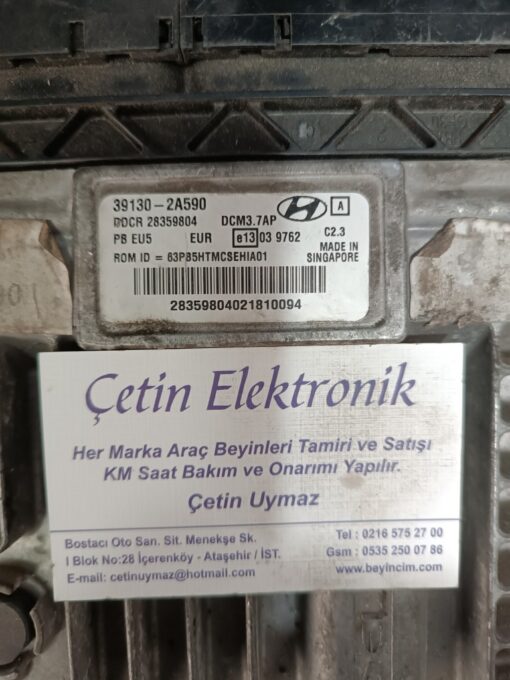 39130-2A590
DDCR 28359804 DCM3.7AP A
PB EU5 EUR e13 03 9762 C2.3
MADE IN
ROM ID = 63PB5HTMCSEHIA01 SINGAPORE
28359804021810094
Çetin Elektronik
Her Marka Araç Beyinleri Tamiri ve Satışı
KM Saat Bakım ve Onarımı Yapılır.
Çetin Uymaz
Bostacı Oto San. Sit. Menekşe Sk. Tel : 0216 575 27 00
I Blok No:28 İçerenköy - Ataşehir / İST. Gsm : 0535 250 07 86
E-mail: cetinuymaz@hotmail.com www.beyincim.com